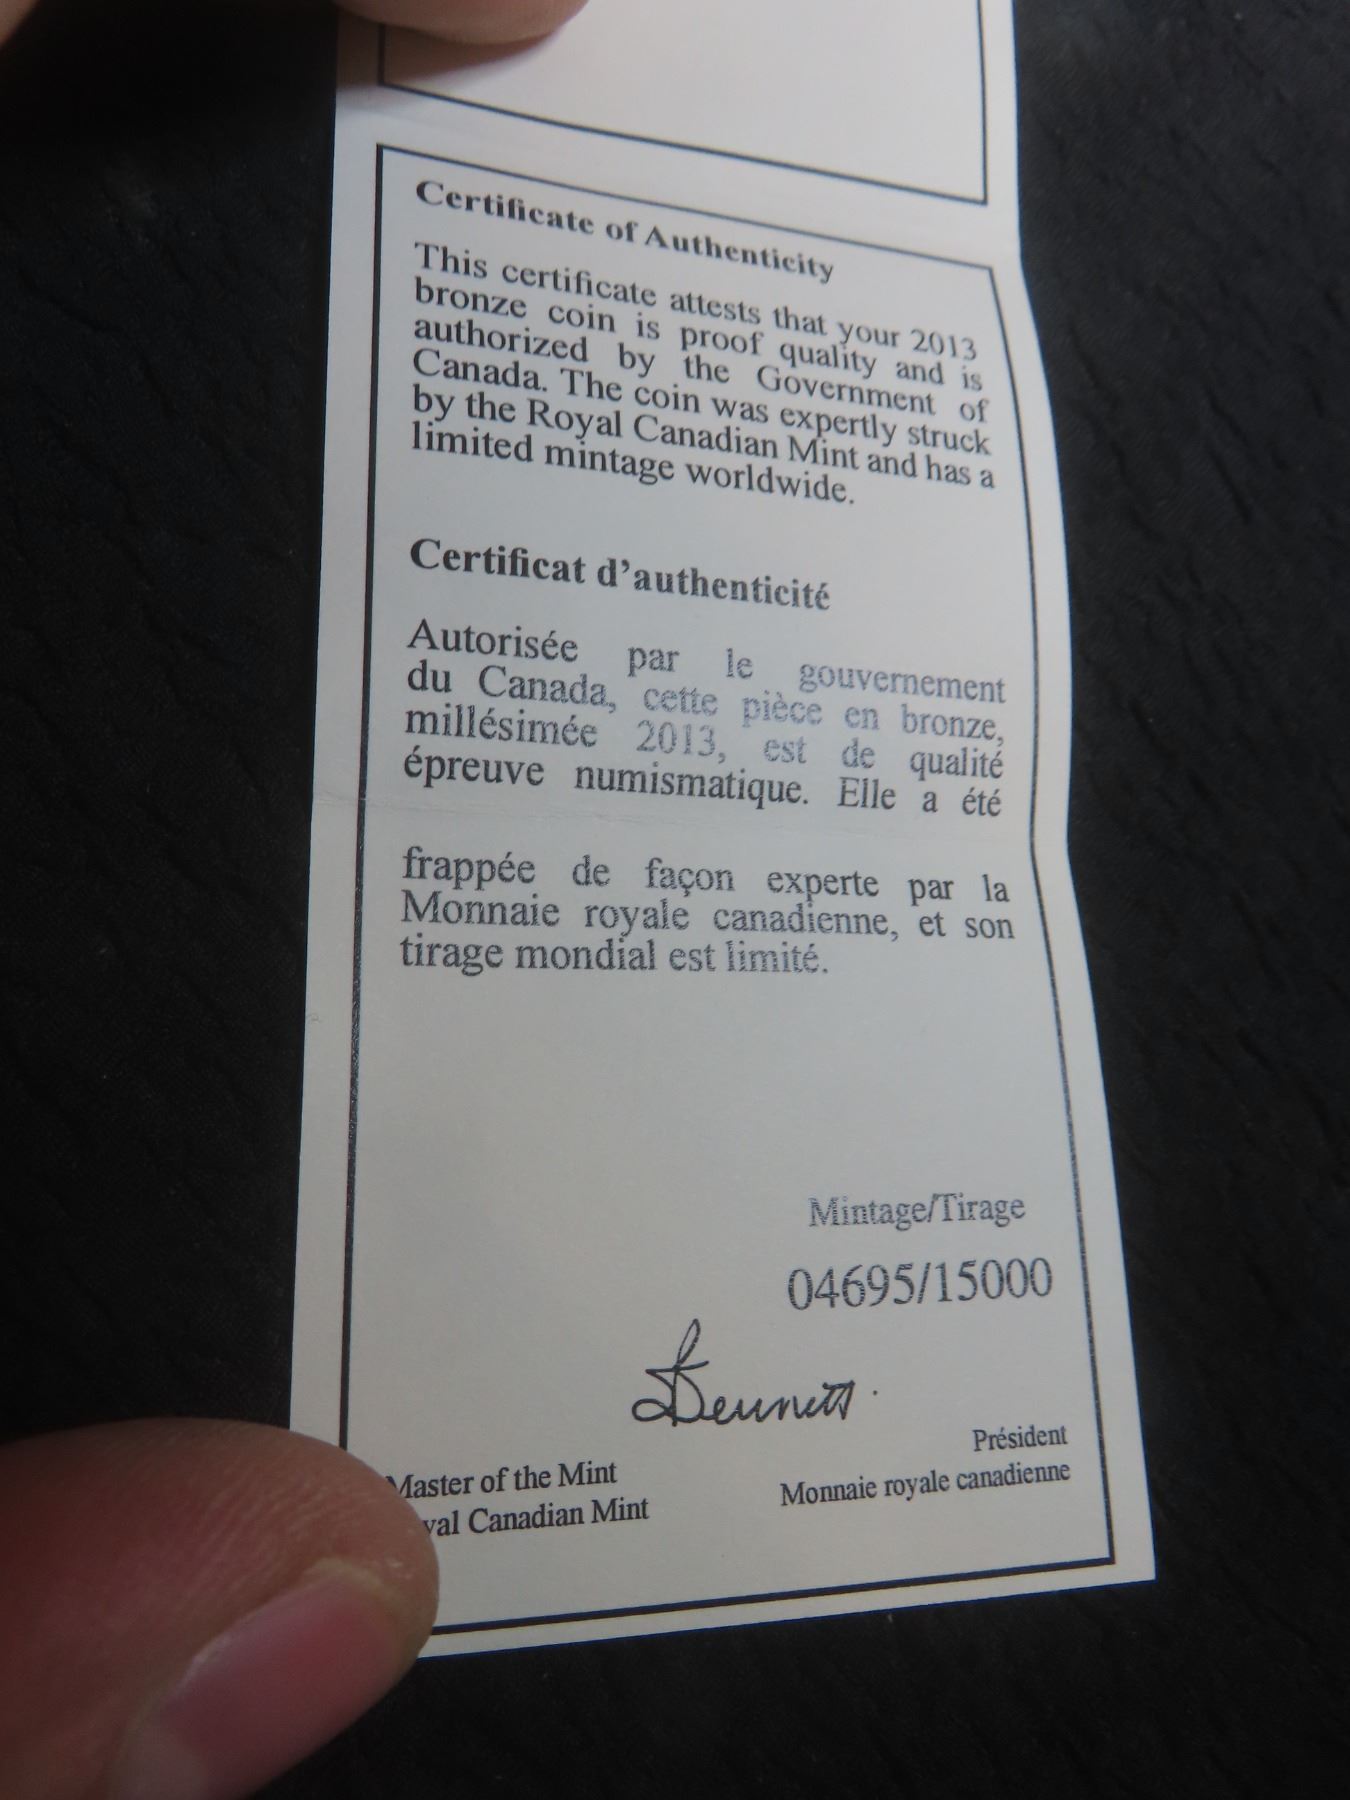 Certificate of Authenticity
This certificate attests that your 2013
bronze coin is proof quality and is
authorized by the Government of
Canada. The coin was expertly struck
by the Royal Canadian Mint and has a
limited mintage worldwide.
Certificat d'authenticité
Autorisée par le gouvernement
du Canada, cette pièce en bronze,
millésimée 2013, est de qualité
épreuve numismatique. Elle a été
frappée de façon experte par la
Monnaie royale canadienne, et son
tirage mondial est limité.
Mintage/Tirage
04695/15000
Master of the Mint
Canadian Mint
Président
Monnaie royale canadienne